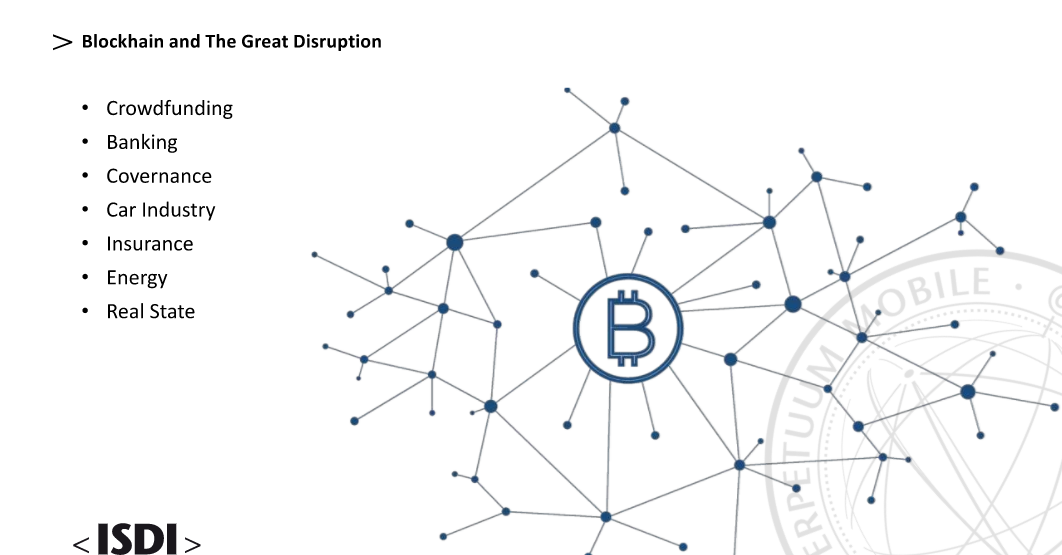 > Blockhain and The Great Disruption
• Crowdfunding
• Banking
• Covernance
• Car Industry
• Insurance
• Energy
• Real State
PERPETUUM MOBILE •
< ISDI >